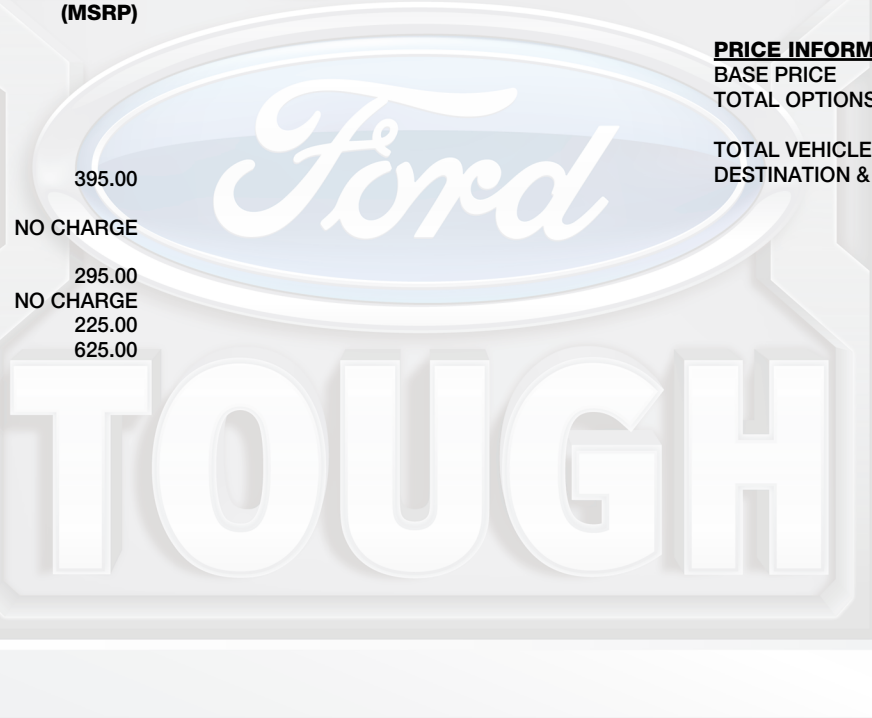 (MSRP)
395.00
NO CHARGE
295.00
NO CHARGE
225.00
625.00
PRICE INFORM
BASE PRICE
TOTAL OPTIONS
TOTAL VEHICLE
DESTINATION &
Ford
TOUGH